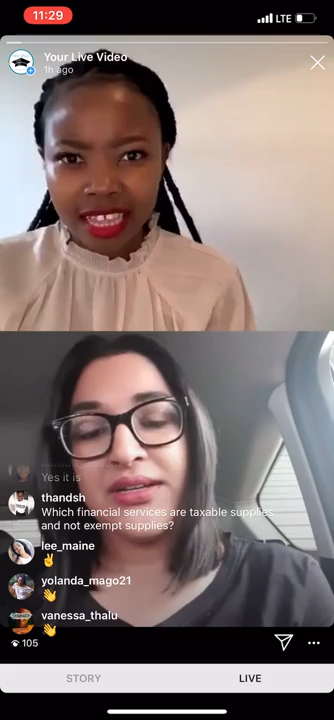 11:29
LTE
Your Live Video
1h ago
Yes it is
thandsh
Which financial services are taxable supplies
and not exempt supplies?
lee_maine
yolanda_mago21
vanessa_thalu
105
STORY
LIVE